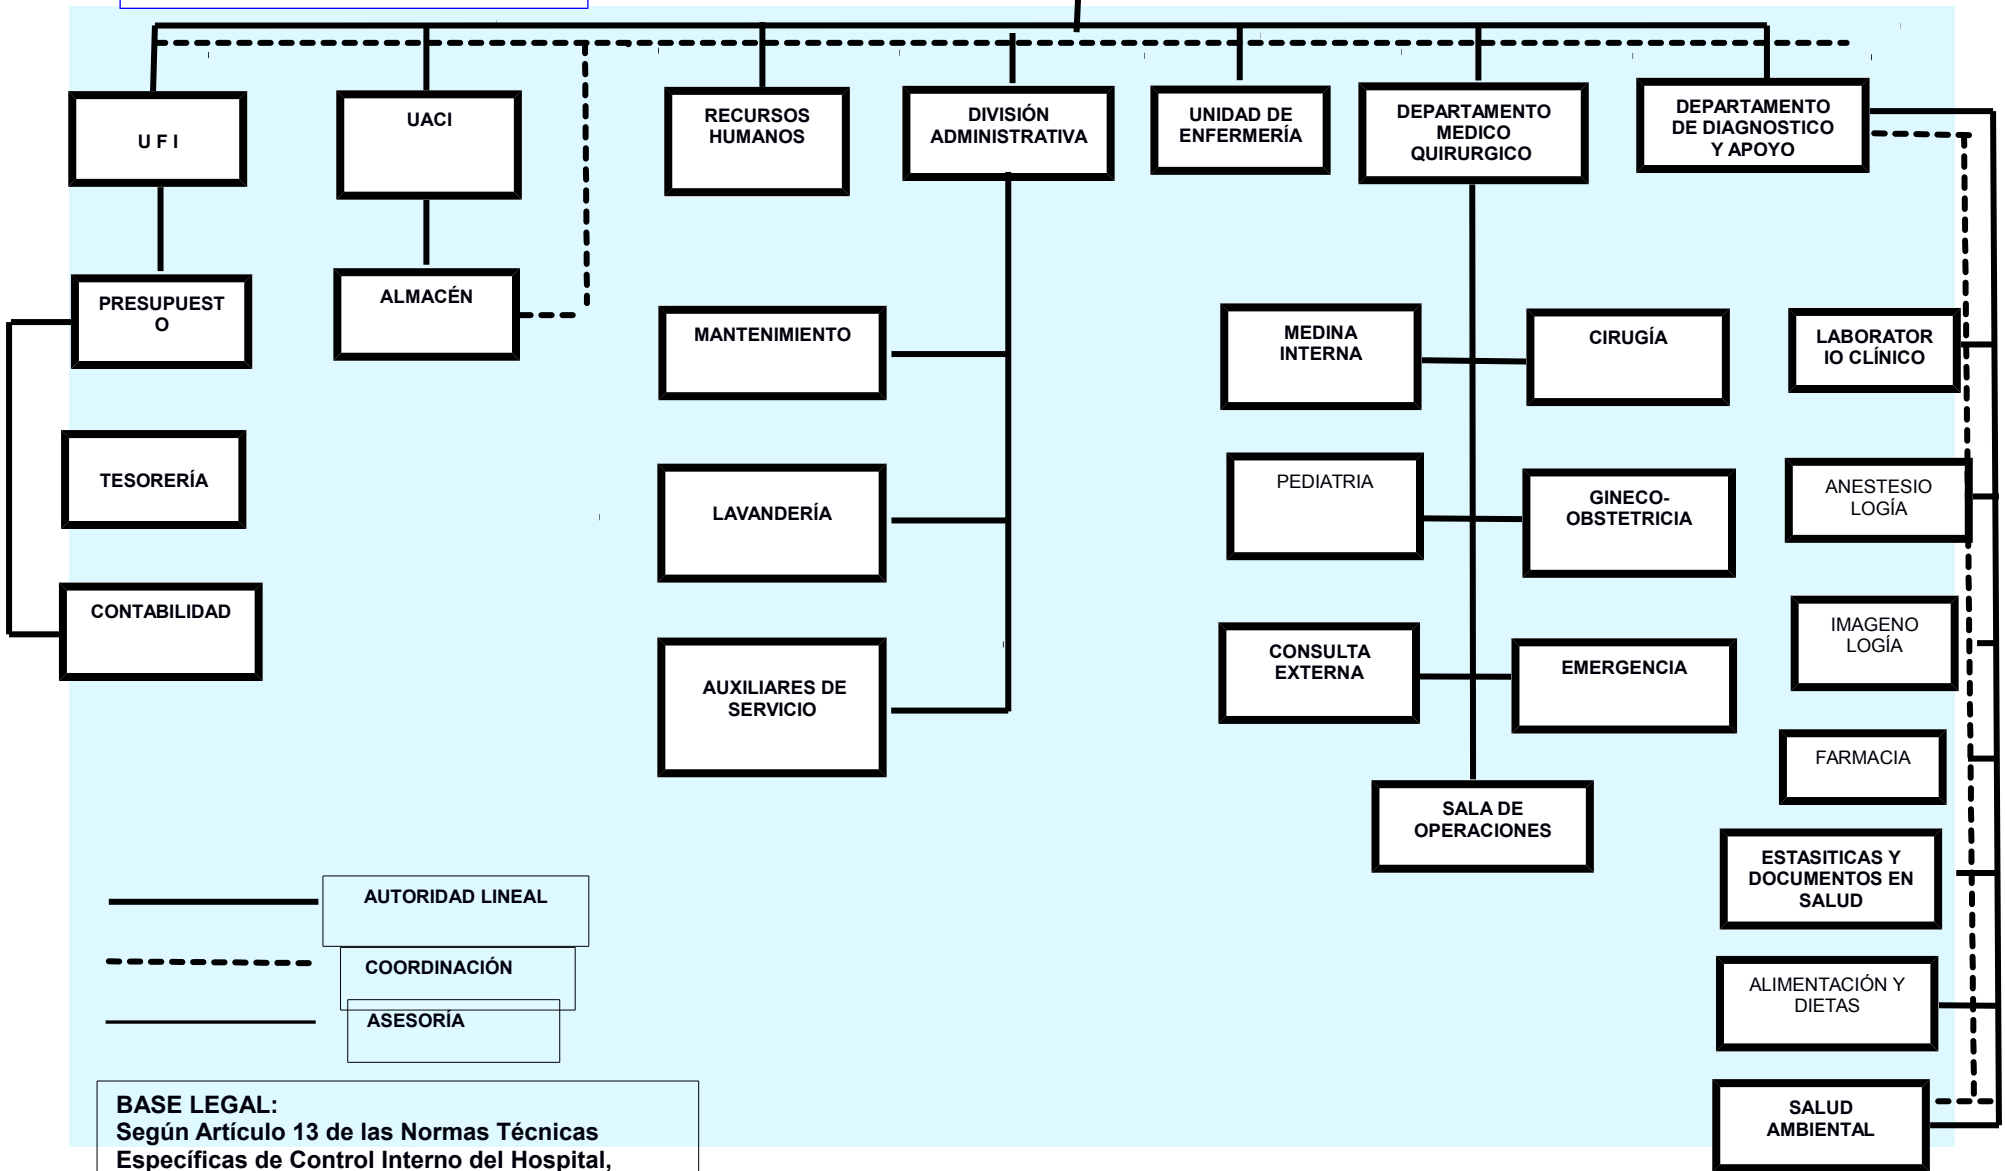 U F I
UACI
RECURSOS
HUMANOS
DIVISIÓN
ADMINISTRATIVA
UNIDAD DE
ENFERMERÍA
DEPARTAMENTO
MEDICO
QUIRURGICO
DEPARTAMENTO
DE DIAGNOSTICO
Y APOYO
PRESUPUEST
O
ALMACÉN
MANTENIMIENTO
MEDINA
INTERNA
CIRUGÍA
LABORATOR
IO CLÍNICO
TESORERÍA
LAVANDERÍA
PEDIATRIA
GINECO-
OBSTETRICIA
ANESTESIO
LOGÍA
CONTABILIDAD
AUXILIARES DE
SERVICIO
CONSULTA
EXTERNA
EMERGENCIA
IMAGENO
LOGÍA
FARMACIA
SALA DE
OPERACIONES
ESTASITICAS Y
DOCUMENTOS EN
SALUD
ALIMENTACIÓN Y
DIETAS
SALUD
AMBIENTAL
AUTORIDAD LINEAL
COORDINACIÓN
ASESORÍA
BASE LEGAL:
Según Artículo 13 de las Normas Técnicas
Específicas de Control Interno del Hospital,